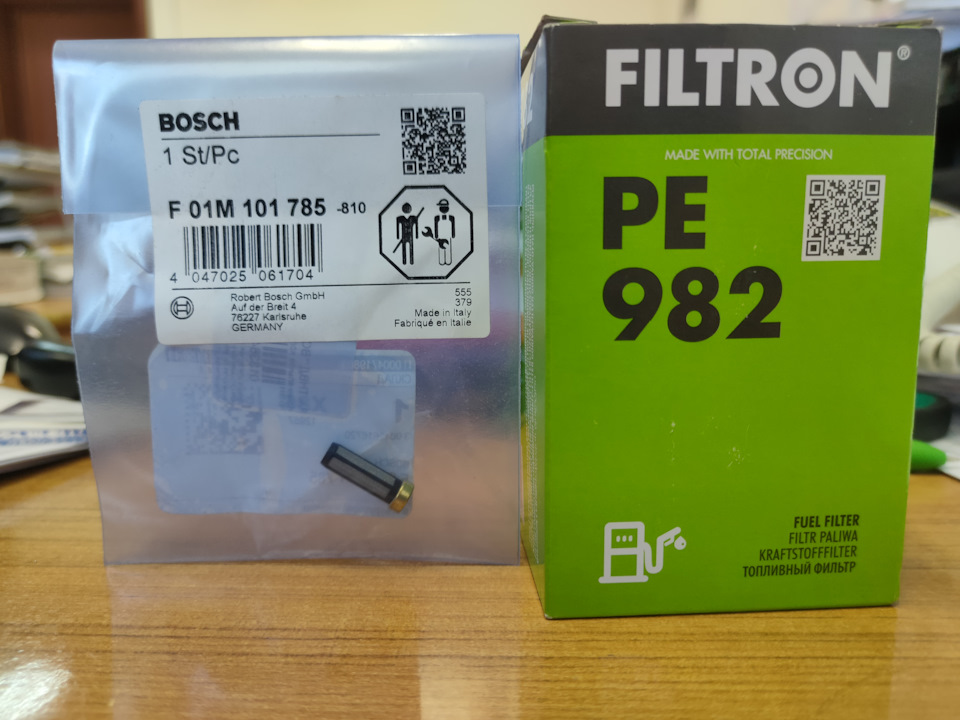 BOSCH
1 St/Pc
F 01M 101 785 -810
4 047025 061704
Robert Bosch GmbH
Auf der Breit 4
76227 Karlsruhe
GERMANY
555
379
Made in Italy
Fabriqué en Italie
FILTRON®
MADE WITH TOTAL PRECISION
PE
982
FUEL FILTER
FILTR PALIWA
KRAFTSTOFFFILTER
ТОПЛИВНЫЙ ФИЛЬТР